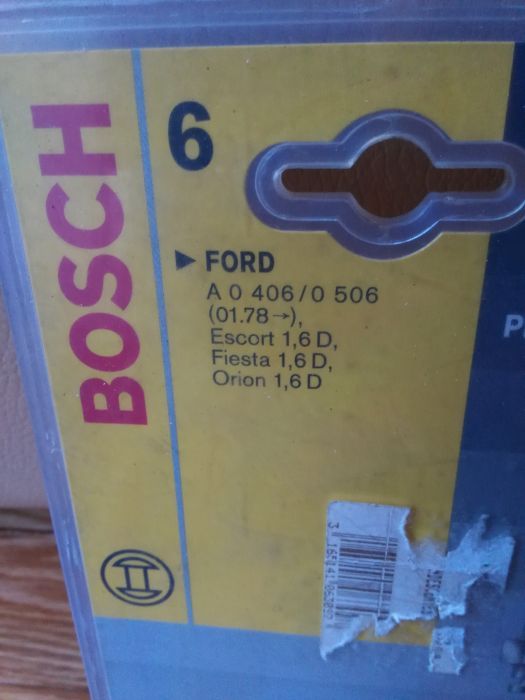 BOSCH
6
▶ FORD
A 0 406/0 506
(01.78→),
Escort 1,6 D,
Fiesta 1,6 D,
Orion 1,6 D